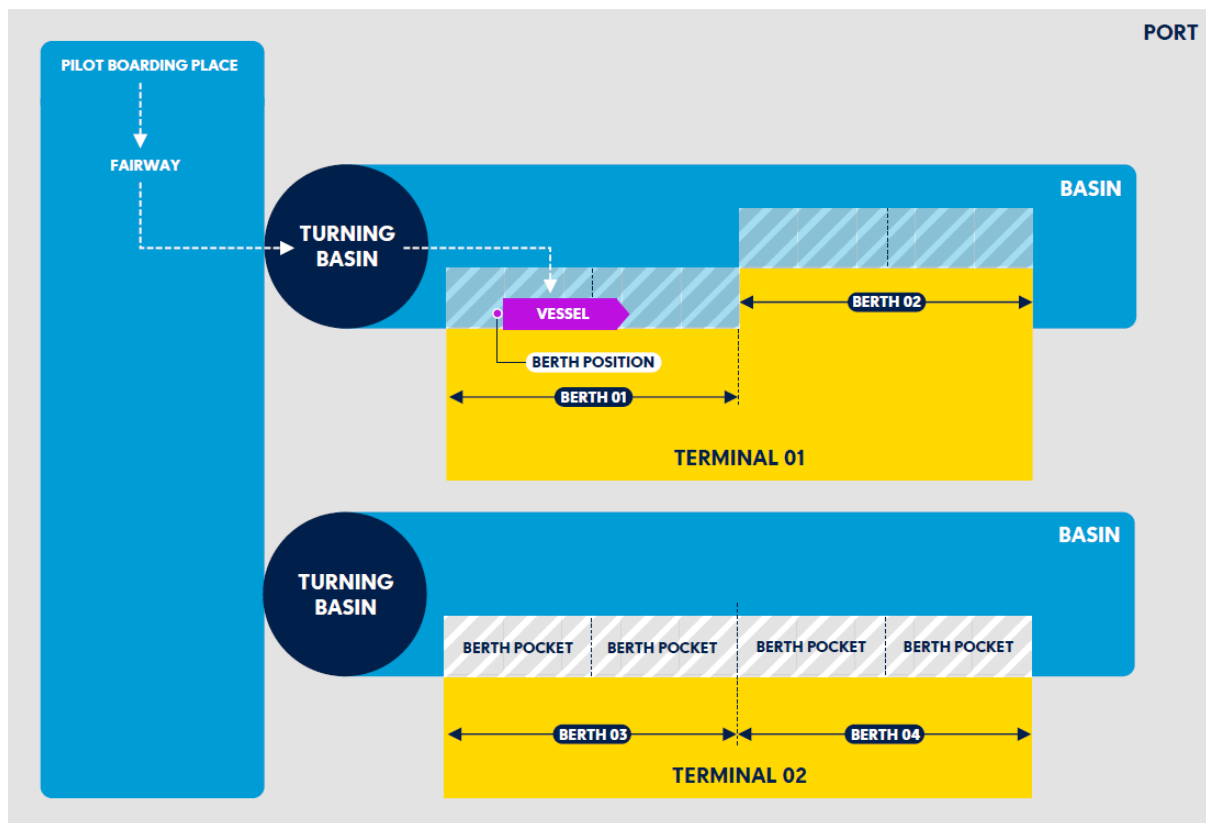 PORT
PILOT BOARDING PLACE
FAIRWAY
BASIN
TURNING
BASIN
BERTH 02
VESSEL
BERTH POSITION
BERTH 01
TERMINAL 01
BASIN
TURNING
BASIN
BERTH POCKET
BERTH POCKET
BERTH POCKET
BERTH POCKET
BERTH 03
BERTH 04
TERMINAL 02